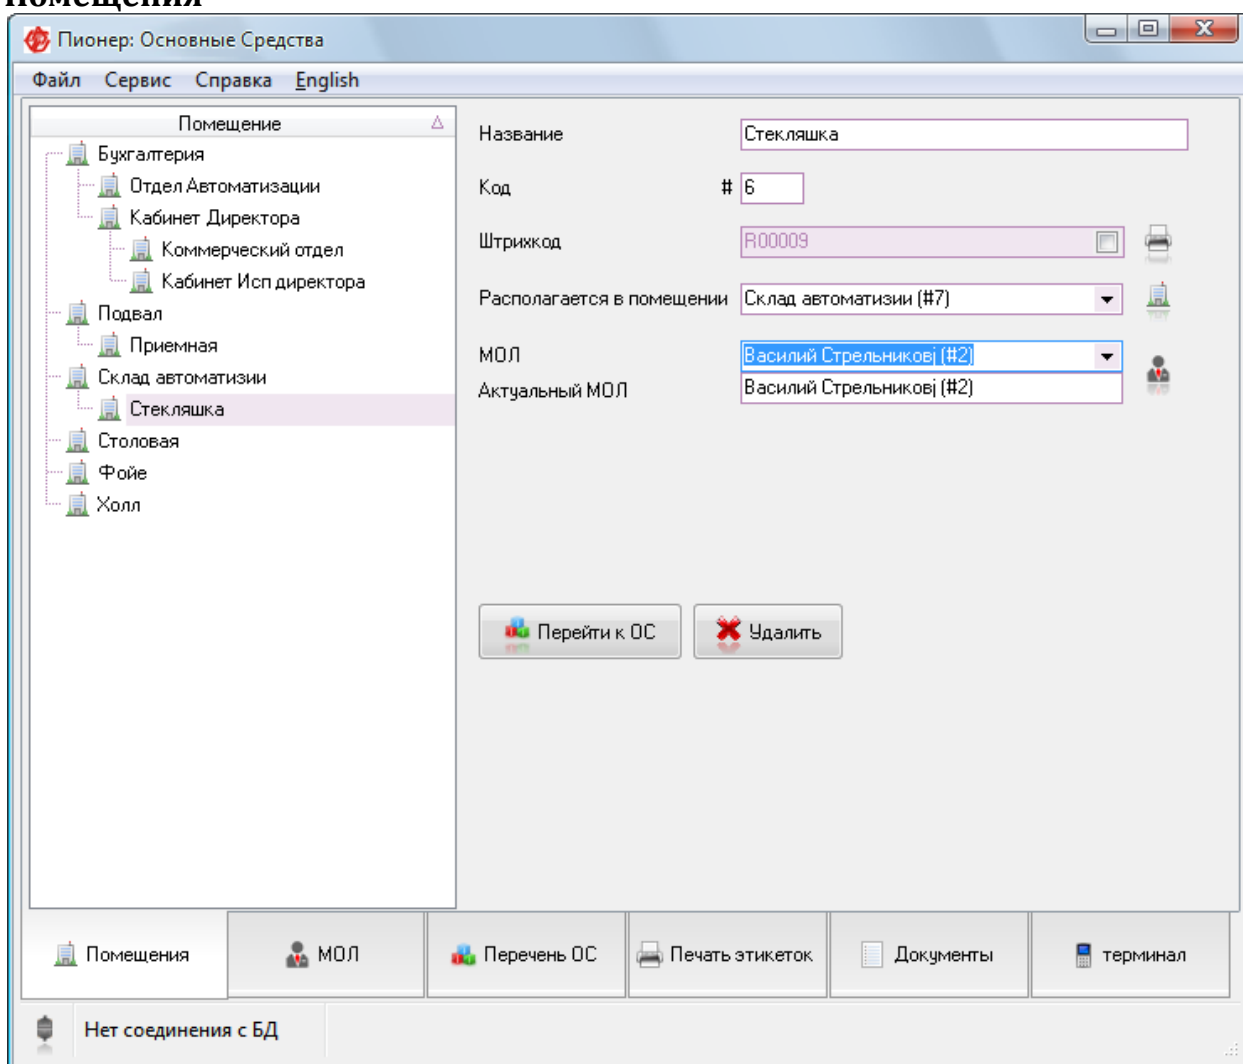 Помещения
Пионер: Основные Средства
Файл Сервис Справка English
Помещение
Бухгалтерия
Отдел Автоматизации
Кабинет Директора
Коммерческий отдел
Кабинет Исп директора
Подвал
Приемная
Склад автоматизии
Стекляшка
Столовая
Фойе
Холл
Название Стекляшка
Код # 6
Штрихкод R00009
Располагается в помещении Склад автоматизии (#7)
МОЛ Василий Стрельниковj (#2)
Актуальный МОЛ Василий Стрельниковj (#2)
Перейти к ОС Удалить
Помещения МОЛ Перечень ОС Печать этикеток Документы терминал
Нет соединения с БД